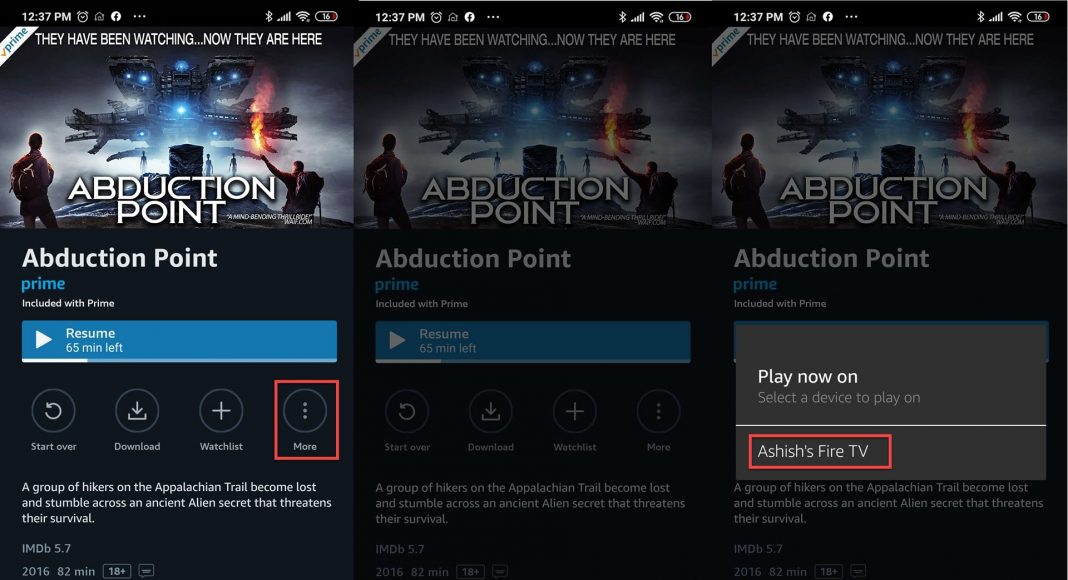 12:37 PM
16
prime
THEY HAVE BEEN WATCHING...NOW THEY ARE HERE
ABDUCTION
POINT
"A MIND-BENDING THRILL RIDE!"
WAIF.COM
Abduction Point
prime
Included with Prime
Resume
65 min left
Start over
Download
Watchlist
More
A group of hikers on the Appalachian Trail become lost
and stumble across an ancient Alien secret that threatens
their survival.
IMDb 5.7
2016 82 min 18+
12:37 PM
16
prime
THEY HAVE BEEN WATCHING...NOW THEY ARE HERE
ABDUCTION
POINT
"A MIND-BENDING THRILL RIDE!"
WAIF.COM
Abduction Point
prime
Included with Prime
Resume
65 min left
Start over
Download
Watchlist
More
A group of hikers on the Appalachian Trail become lost
and stumble across an ancient Alien secret that threatens
their survival.
IMDb 5.7
2016 82 min 18+
12:37 PM
16
prime
THEY HAVE BEEN WATCHING...NOW THEY ARE HERE
ABDUCTION
POINT
"A MIND-BENDING THRILL RIDE!"
WAIF.COM
Abduction Point
prime
Included with Prime
Play now on
Select a device to play on
Ashish's Fire TV
A group of hikers on the Appalachian Trail become lost
and stumble across an ancient Alien secret that threatens
their survival.
IMDb 5.7
2016 82 min 18+